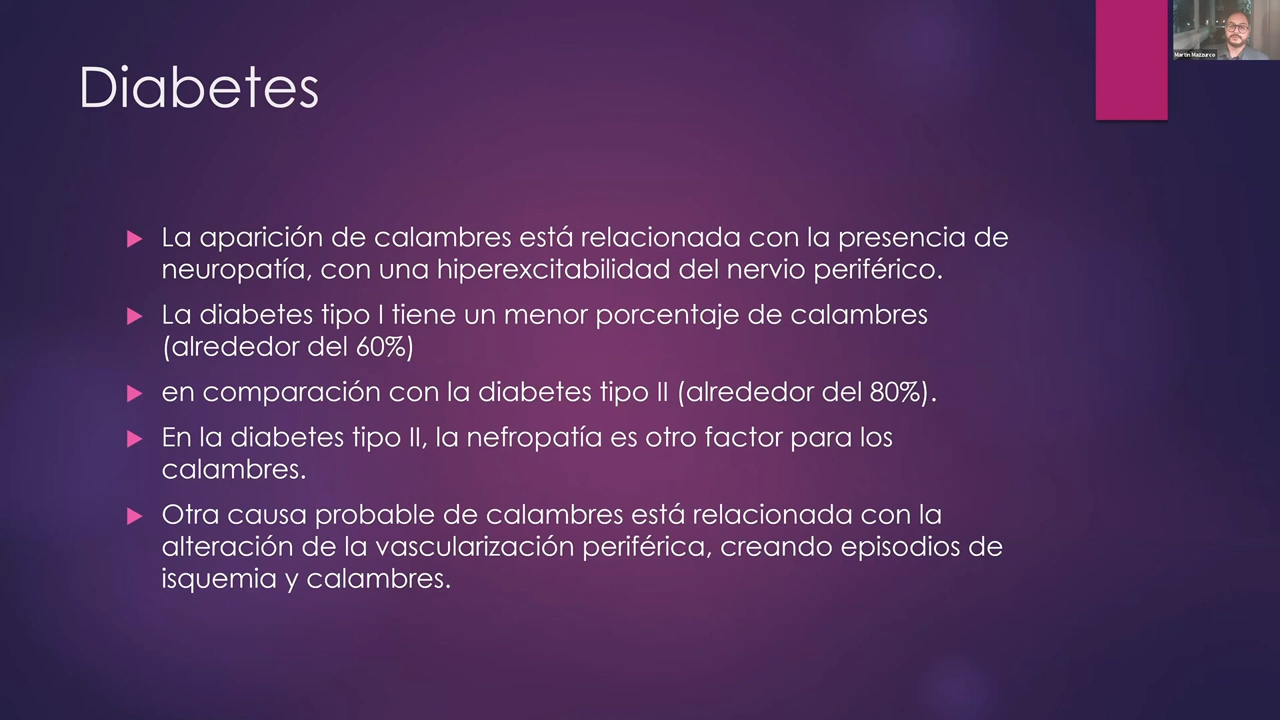 Diabetes
Martin Mazzurco
La aparición de calambres está relacionada con la presencia de
neuropatía, con una hiperexcitabilidad del nervio periférico.
La diabetes tipo I tiene un menor porcentaje de calambres
(alrededor del 60%)
en comparación con la diabetes tipo II (alrededor del 80%).
En la diabetes tipo II, la nefropatía es otro factor para los
calambres.
Otra causa probable de calambres está relacionada con la
alteración de la vascularización periférica, creando episodios de
isquemia y calambres.